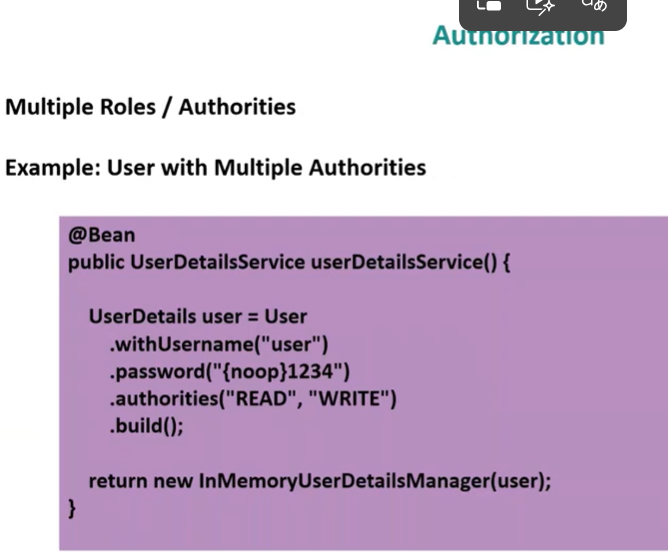 Authorization
Multiple Roles / Authorities
Example: User with Multiple Authorities
@Bean
public UserDetailsService userDetailsService() {
UserDetails user = User
.withUsername("user")
.password("{noop}1234")
.authorities("READ", "WRITE")
.build();
return new InMemoryUserDetailsManager(user);
}